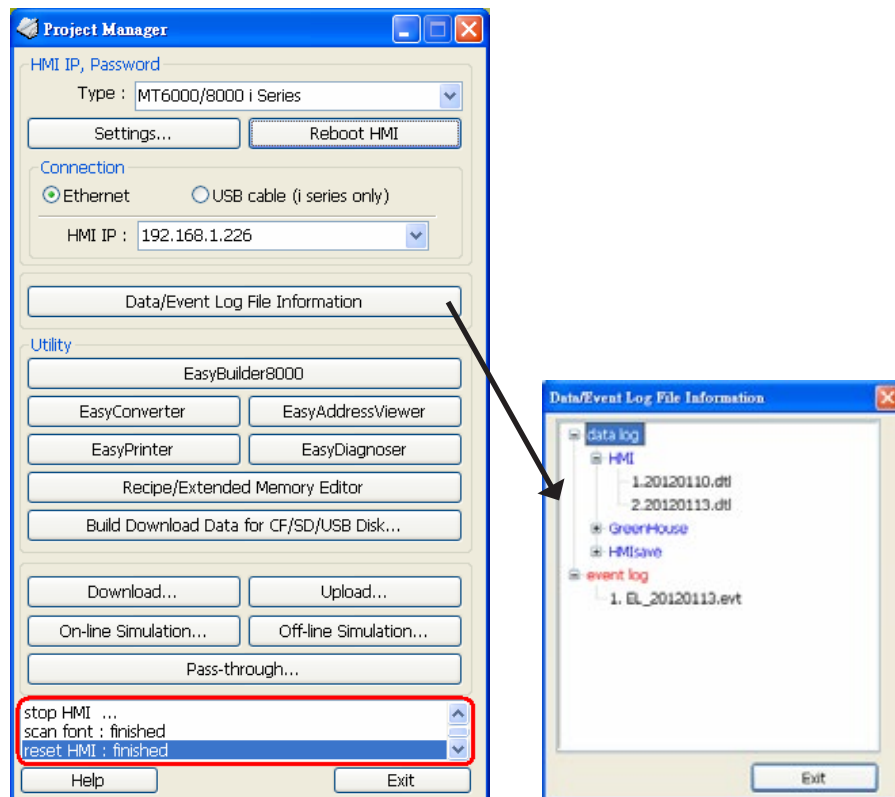 Project Manager
HMI IP, Password
Type : MT6000/8000 i Series
Settings... Reboot HMI
Connection
Ethernet USB cable (i series only)
HMI IP : 192.168.1.226
Data/Event Log File Information
Utility
EasyBuilder8000
EasyConverter EasyAddressViewer
EasyPrinter EasyDiagnoser
Recipe/Extended Memory Editor
Build Download Data for CF/SD/USB Disk...
Download... Upload...
On-line Simulation... Off-line Simulation...
Pass-through...
stop HMI ...
scan font : finished
reset HMI : finished
Help Exit
Data/Event Log File Information
data log
HMI
1.20120110.dtl
2.20120113.dtl
GreenHouse
HMIsave
event log
1. EL_20120113.evt
Exit